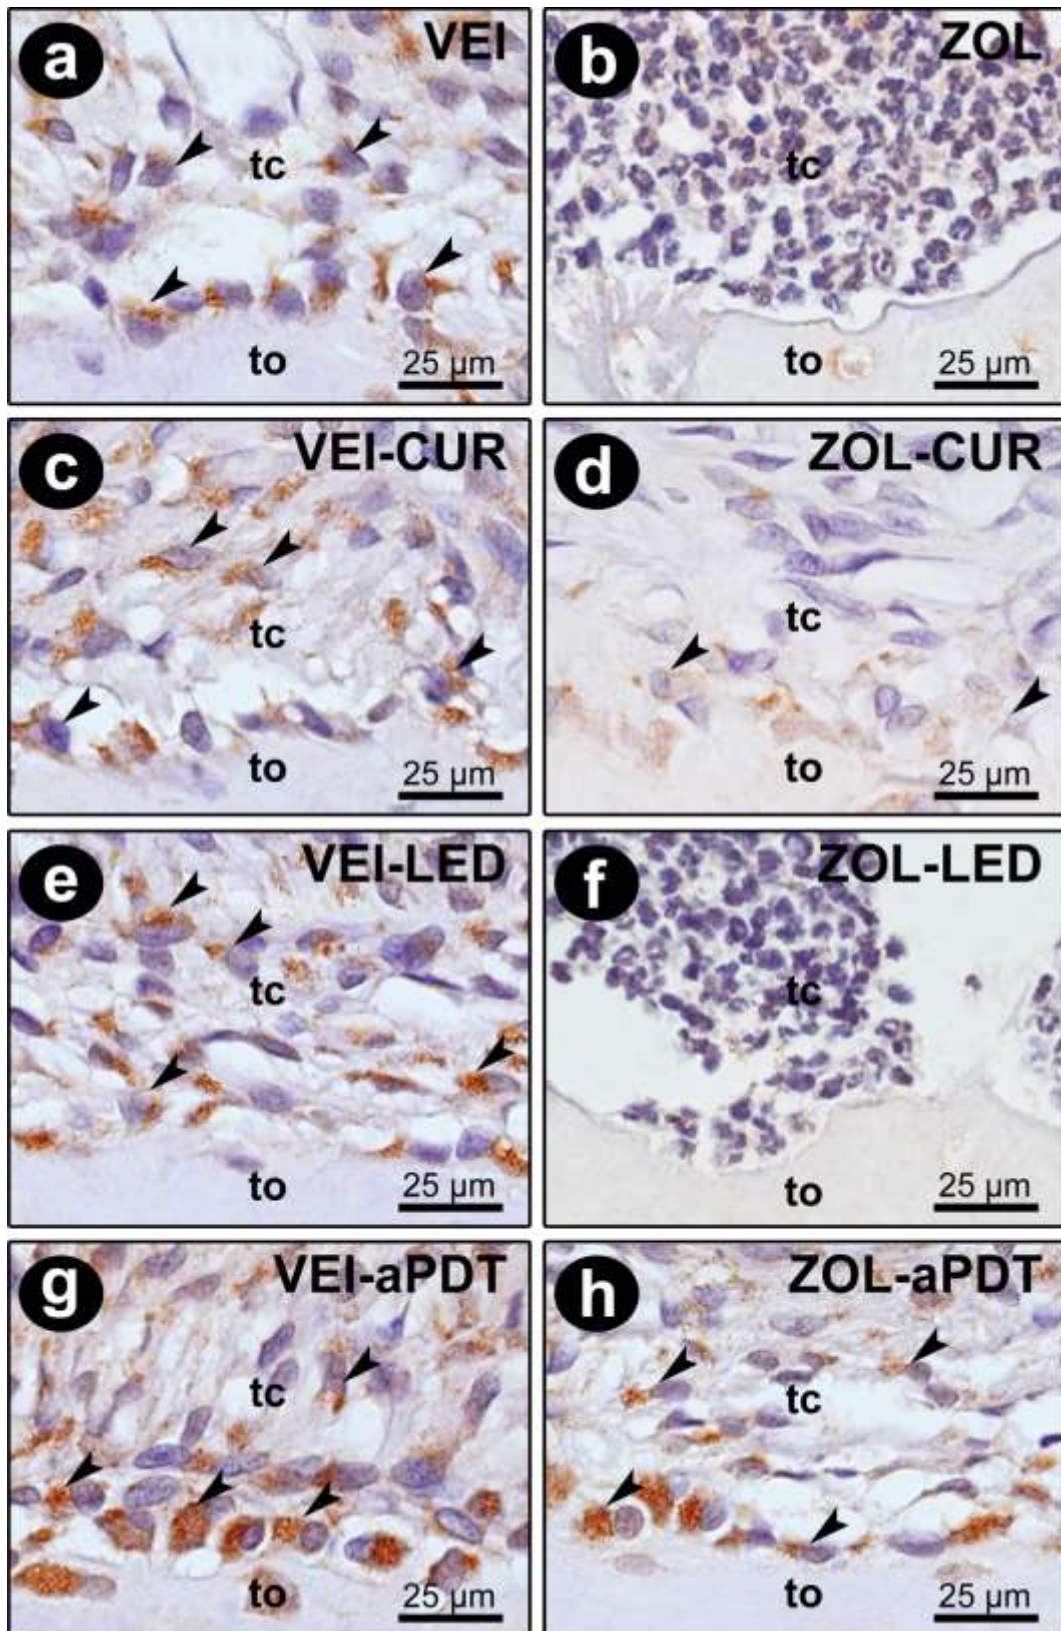 a VEI
tc
to 25 µm
b ZOL
tc
to 25 µm
c VEI-CUR
tc
to 25 µm
d ZOL-CUR
tc
to 25 µm
e VEI-LED
tc
to 25 µm
f ZOL-LED
tc
to 25 µm
g VEI-aPDT
tc
to 25 µm
h ZOL-aPDT
tc
to 25 µm